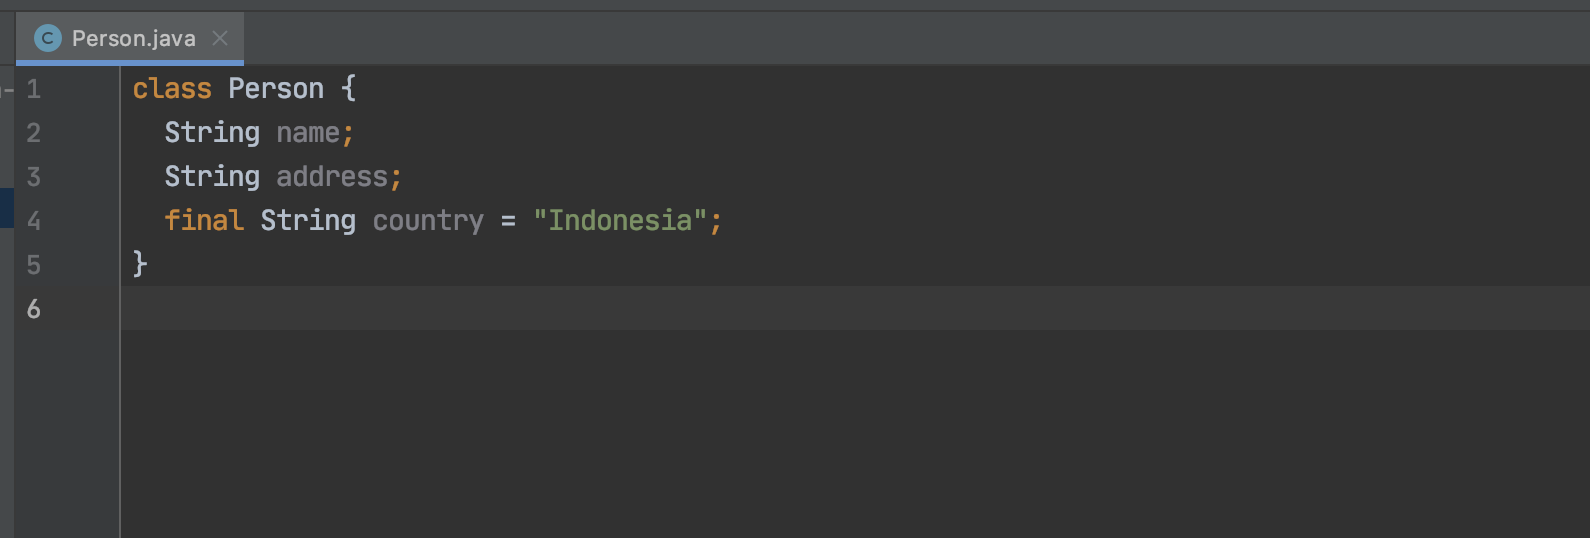 Person.java
1 class Person {
2 String name;
3 String address;
4 final String country = "Indonesia";
5 }
6